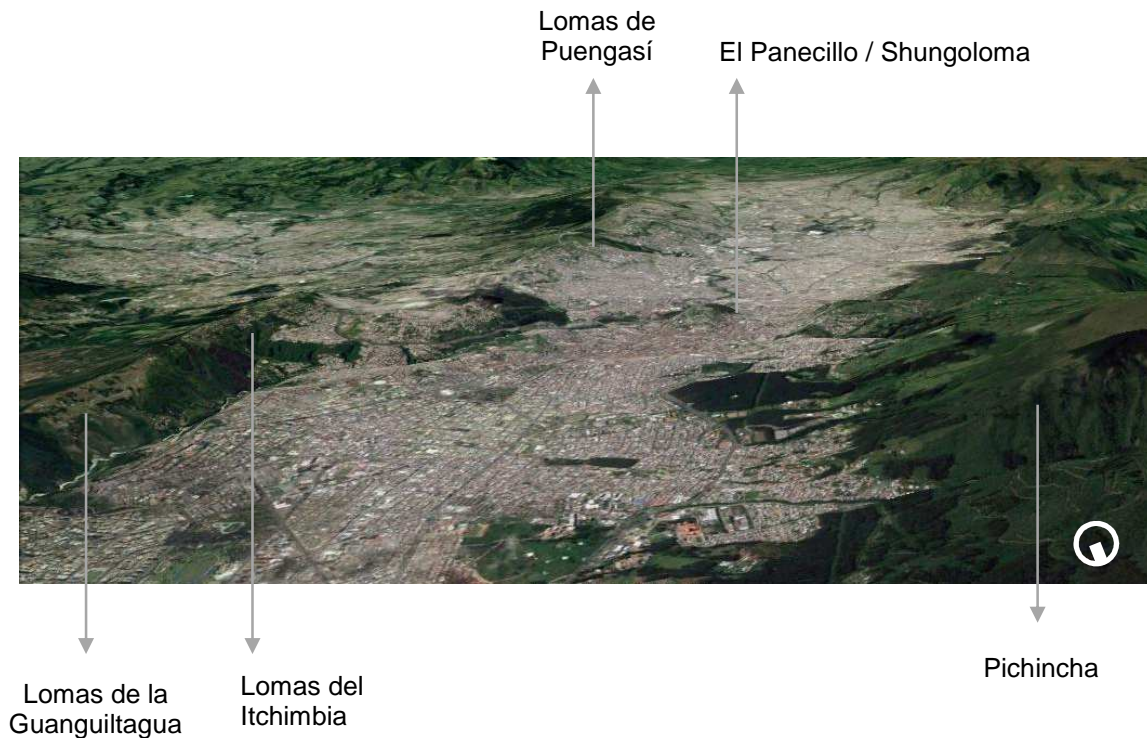 Lomas de
Puengasí
El Panecillo / Shungoloma
Lomas de la
Guanguiltagua
Lomas del
Itchimbia
Pichincha